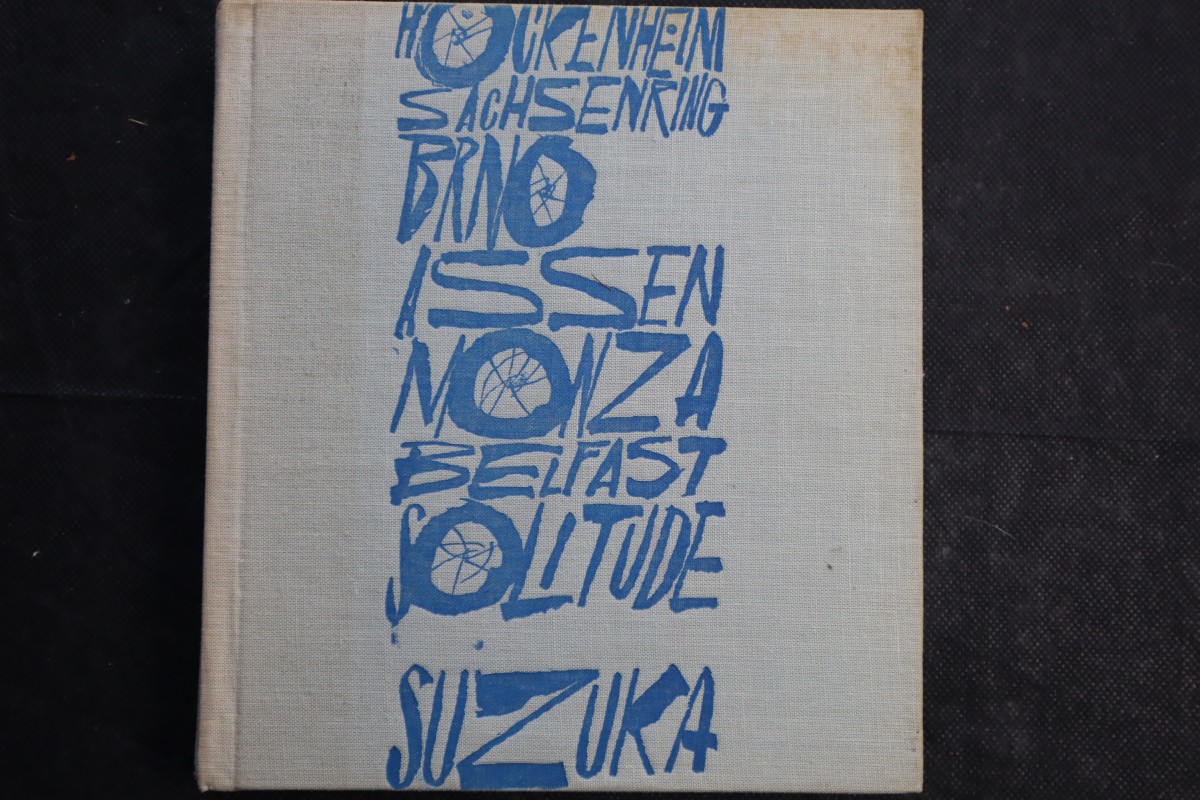 HOCKENHEIM
SACHSENRING
BRNO
ASSEN
MONZA
BELFAST
SOLITUDE
SUZUKA